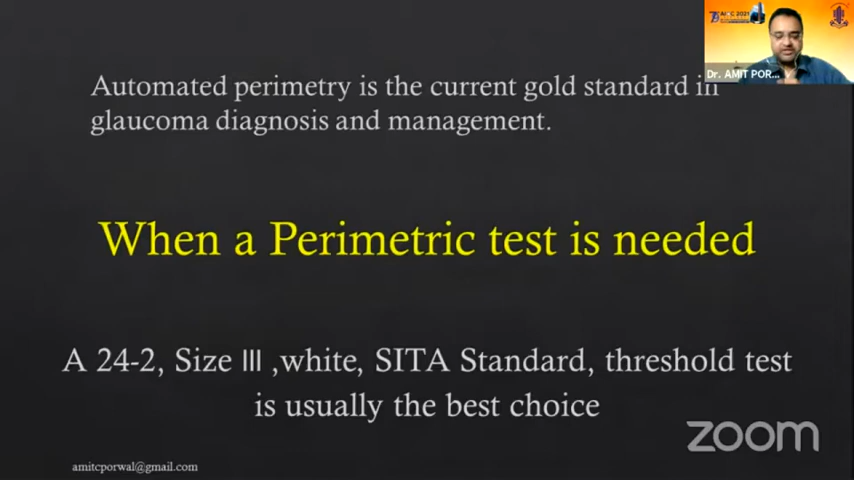 AIOC 2021
Dr. AMIT POR...
Automated perimetry is the current gold standard in
glaucoma diagnosis and management.
When a Perimetric test is needed
A 24-2, Size III ,white, SITA Standard, threshold test
is usually the best choice
zoom
amitcporwal@gmail.com